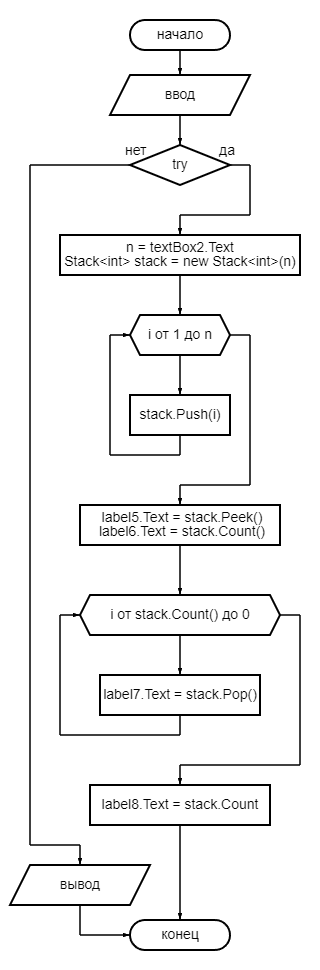 начало
ввод
нет
да
try
n = textBox2.Text
Stack<int> stack = new Stack<int>(n)
i от 1 до n
stack.Push(i)
label5.Text = stack.Peek()
label6.Text = stack.Count()
i от stack.Count() до 0
label7.Text = stack.Pop()
label8.Text = stack.Count
вывод
конец